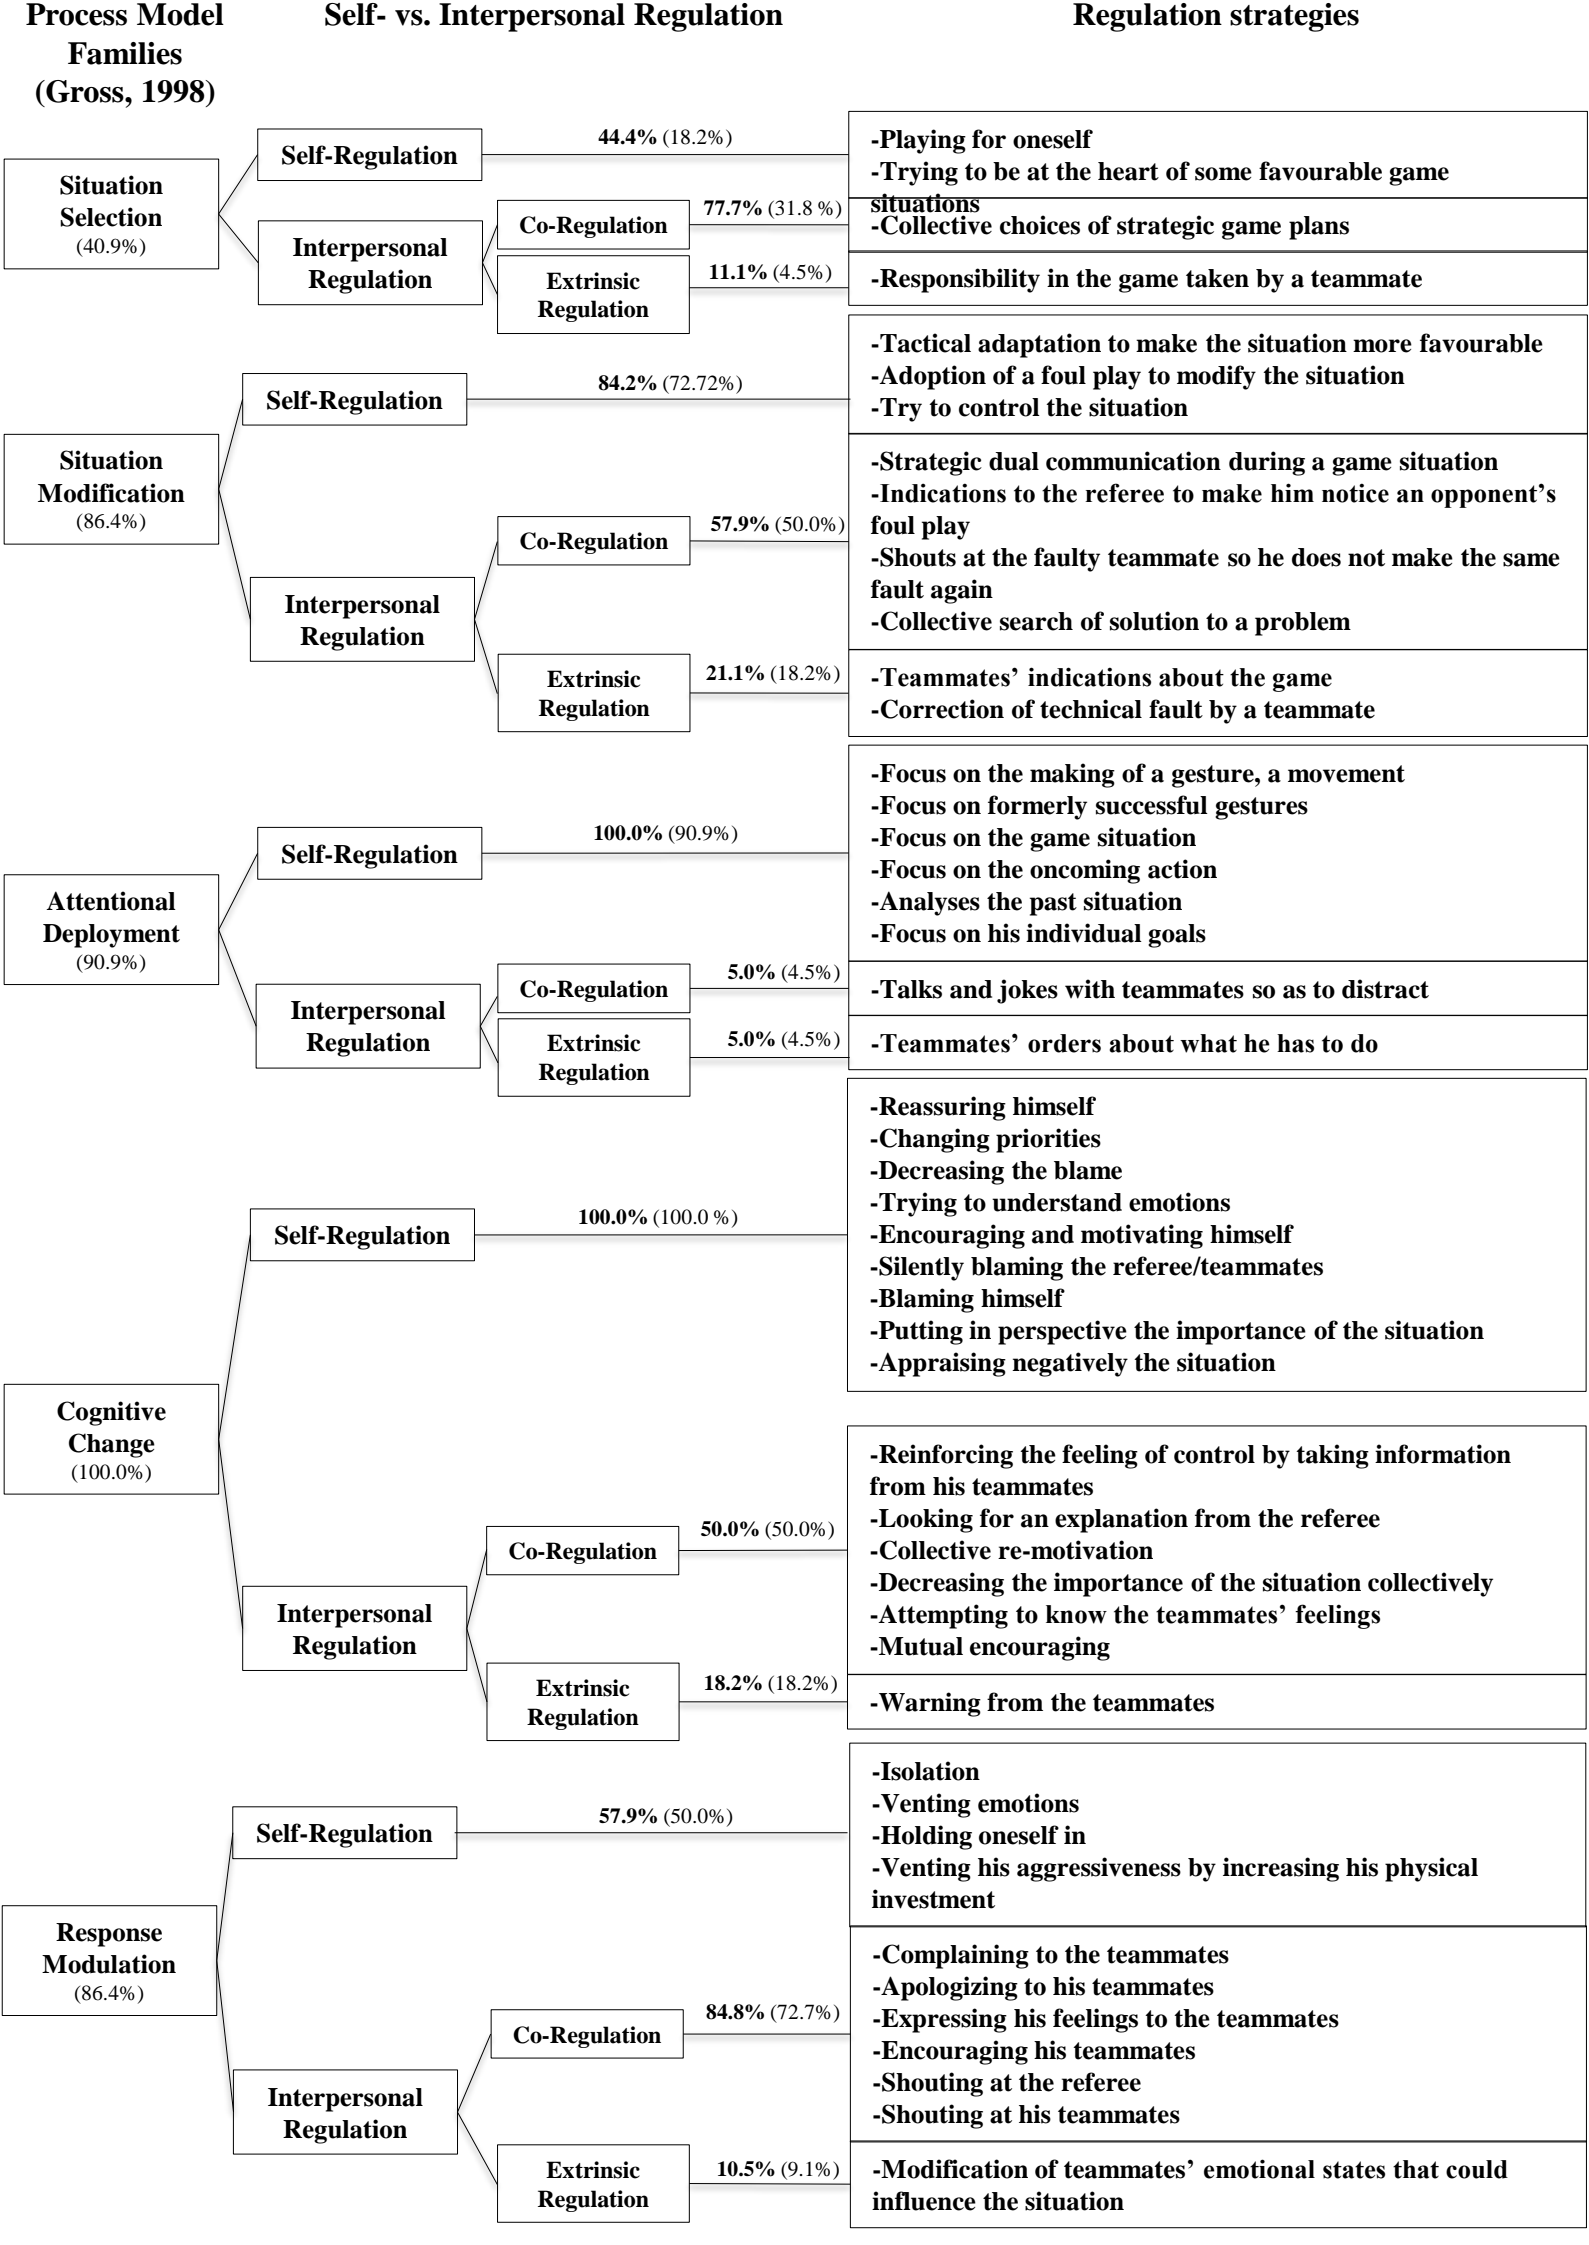 Process Model
Families
(Gross, 1998)
Self- vs. Interpersonal Regulation
Regulation strategies
Situation
Selection
(40.9%)
Self-Regulation
44.4% (18.2%)
-Playing for oneself
-Trying to be at the heart of some favourable game
situations
Interpersonal
Regulation
Co-Regulation
77.7% (31.8 %)
-Collective choices of strategic game plans
Extrinsic
Regulation
11.1% (4.5%)
-Responsibility in the game taken by a teammate
Situation
Modification
(86.4%)
Self-Regulation
84.2% (72.72%)
-Tactical adaptation to make the situation more favourable
-Adoption of a foul play to modify the situation
-Try to control the situation
Interpersonal
Regulation
Co-Regulation
57.9% (50.0%)
-Strategic dual communication during a game situation
-Indications to the referee to make him notice an opponent’s
foul play
-Shouts at the faulty teammate so he does not make the same
fault again
-Collective search of solution to a problem
Extrinsic
Regulation
21.1% (18.2%)
-Teammates’ indications about the game
-Correction of technical fault by a teammate
Attentional
Deployment
(90.9%)
Self-Regulation
100.0% (90.9%)
-Focus on the making of a gesture, a movement
-Focus on formerly successful gestures
-Focus on the game situation
-Focus on the oncoming action
-Analyses the past situation
-Focus on his individual goals
Interpersonal
Regulation
Co-Regulation
5.0% (4.5%)
-Talks and jokes with teammates so as to distract
Extrinsic
Regulation
5.0% (4.5%)
-Teammates’ orders about what he has to do
Cognitive
Change
(100.0%)
Self-Regulation
100.0% (100.0 %)
-Reassuring himself
-Changing priorities
-Decreasing the blame
-Trying to understand emotions
-Encouraging and motivating himself
-Silently blaming the referee/teammates
-Blaming himself
-Putting in perspective the importance of the situation
-Appraising negatively the situation
Interpersonal
Regulation
Co-Regulation
50.0% (50.0%)
-Reinforcing the feeling of control by taking information
from his teammates
-Looking for an explanation from the referee
-Collective re-motivation
-Decreasing the importance of the situation collectively
-Attempting to know the teammates’ feelings
-Mutual encouraging
Extrinsic
Regulation
18.2% (18.2%)
-Warning from the teammates
Response
Modulation
(86.4%)
Self-Regulation
57.9% (50.0%)
-Isolation
-Venting emotions
-Holding oneself in
-Venting his aggressiveness by increasing his physical
investment
Interpersonal
Regulation
Co-Regulation
84.8% (72.7%)
-Complaining to the teammates
-Apologizing to his teammates
-Expressing his feelings to the teammates
-Encouraging his teammates
-Shouting at the referee
-Shouting at his teammates
Extrinsic
Regulation
10.5% (9.1%)
-Modification of teammates’ emotional states that could
influence the situation